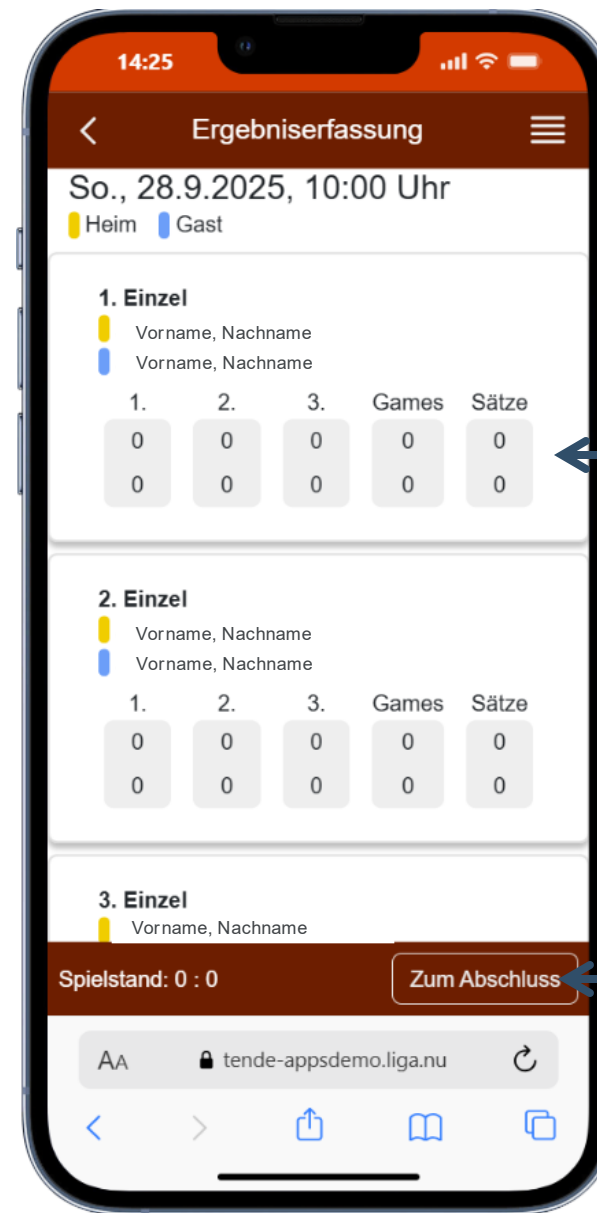 14:25
Ergebniserfassung
So., 28.9.2025, 10:00 Uhr
Heim Gast
1. Einzel
Vorname, Nachname
Vorname, Nachname
1. 2. 3. Games Sätze
0 0 0 0 0
0 0 0 0 0
2. Einzel
Vorname, Nachname
Vorname, Nachname
1. 2. 3. Games Sätze
0 0 0 0 0
0 0 0 0 0
3. Einzel
Vorname, Nachname
Spielstand: 0 : 0 Zum Abschluss
AA tende-appsdemo.liga.nu